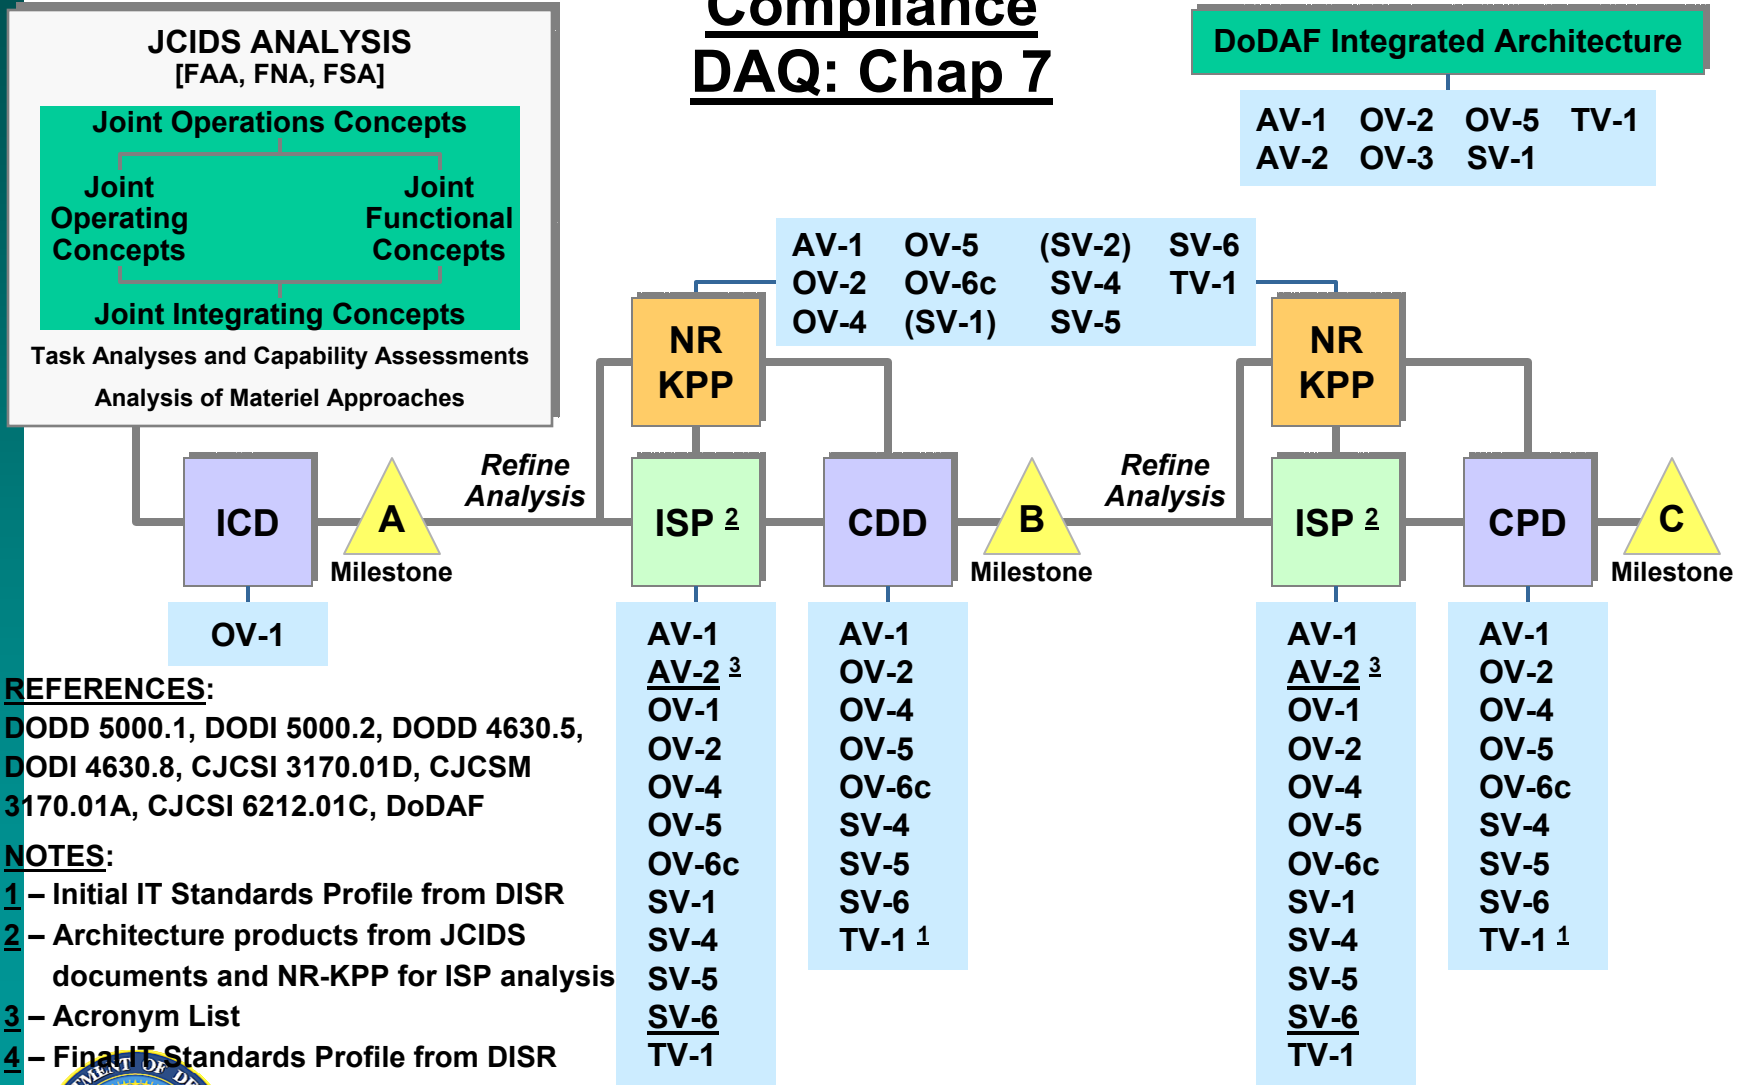 Compliance
DAQ: Chap 7
JCIDS ANALYSIS
[FAA, FNA, FSA]
Joint Operations Concepts
Joint
Operating
Concepts
Joint
Functional
Concepts
Joint Integrating Concepts
Task Analyses and Capability Assessments
Analysis of Materiel Approaches
DoDAF Integrated Architecture
AV-1 OV-2 OV-5 TV-1
AV-2 OV-3 SV-1
AV-1 OV-5 (SV-2) SV-6
OV-2 OV-6c SV-4 TV-1
OV-4 (SV-1) SV-5
NR
KPP
NR
KPP
ICD
A
Milestone
Refine
Analysis
ISP 2
CDD
B
Milestone
Refine
Analysis
ISP 2
CPD
C
Milestone
OV-1
AV-1
AV-2 3
OV-1
OV-2
OV-4
OV-5
OV-6c
SV-1
SV-4
SV-5
SV-6
TV-1
AV-1
OV-2
OV-4
OV-5
OV-6c
SV-4
SV-5
SV-6
TV-1 1
AV-1
AV-2 3
OV-1
OV-2
OV-4
OV-5
OV-6c
SV-1
SV-4
SV-5
SV-6
TV-1
AV-1
OV-2
OV-4
OV-5
OV-6c
SV-4
SV-5
SV-6
TV-1 1
REFERENCES:
DODD 5000.1, DODI 5000.2, DODD 4630.5,
DODI 4630.8, CJCSI 3170.01D, CJCSM
3170.01A, CJCSI 6212.01C, DoDAF
NOTES:
1 – Initial IT Standards Profile from DISR
2 – Architecture products from JCIDS
documents and NR-KPP for ISP analysis
3 – Acronym List
4 – Final IT Standards Profile from DISR